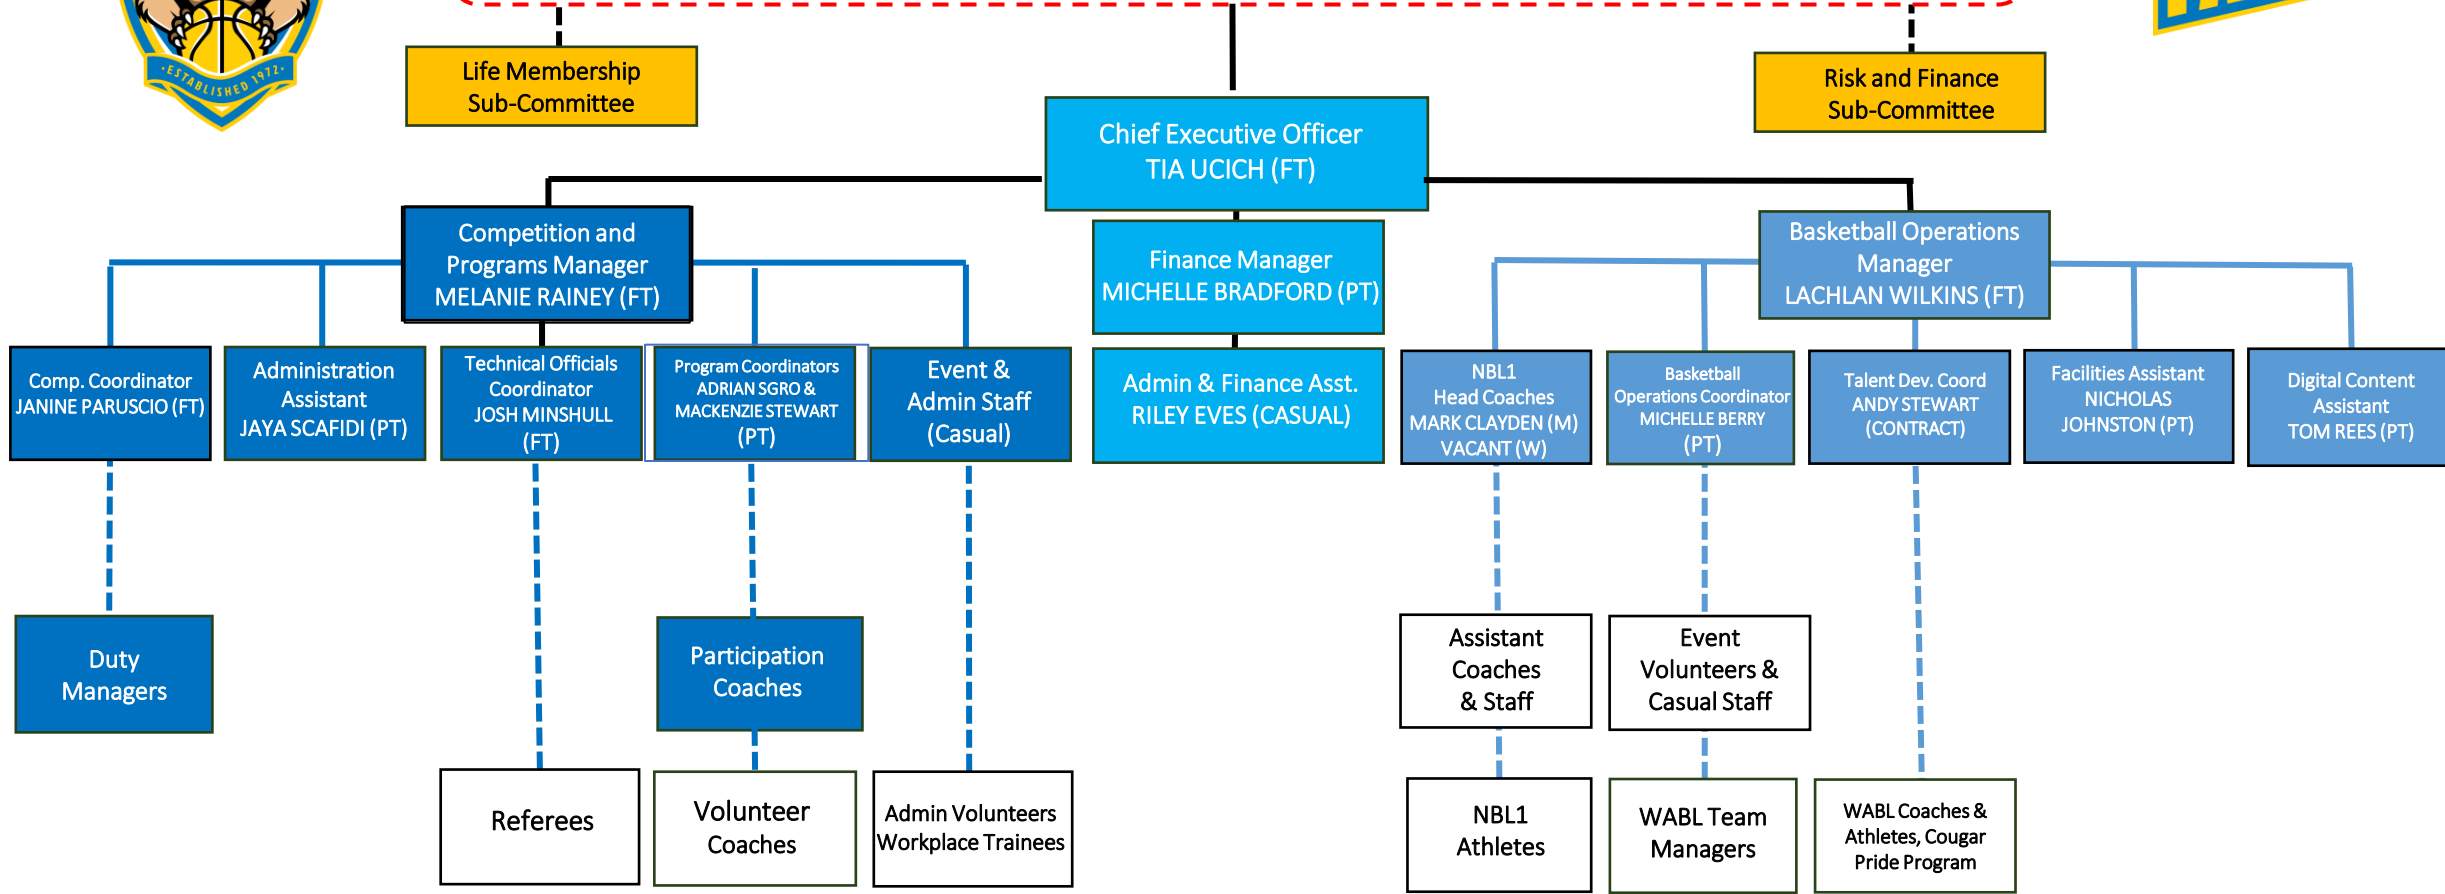 ·ESTABLISHED 1972·
Life Membership
Sub-Committee
Risk and Finance
Sub-Committee
Chief Executive Officer
TIA UCICH (FT)
Competition and
Programs Manager
MELANIE RAINEY (FT)
Finance Manager
MICHELLE BRADFORD (PT)
Basketball Operations
Manager
LACHLAN WILKINS (FT)
Comp. Coordinator
JANINE PARUSCIO (FT)
Administration
Assistant
JAYA SCAFIDI (PT)
Technical Officials
Coordinator
JOSH MINSHULL
(FT)
Program Coordinators
ADRIAN SGRO &
MACKENZIE STEWART
(PT)
Event &
Admin Staff
(Casual)
Admin & Finance Asst.
RILEY EVES (CASUAL)
NBL1
Head Coaches
MARK CLAYDEN (M)
VACANT (W)
Basketball
Operations Coordinator
MICHELLE BERRY
(PT)
Talent Dev. Coord
ANDY STEWART
(CONTRACT)
Facilities Assistant
NICHOLAS
JOHNSTON (PT)
Digital Content
Assistant
TOM REES (PT)
Duty
Managers
Participation
Coaches
Assistant
Coaches
& Staff
Event
Volunteers &
Casual Staff
Referees
Volunteer
Coaches
Admin Volunteers
Workplace Trainees
NBL1
Athletes
WABL Team
Managers
WABL Coaches &
Athletes, Cougar
Pride Program